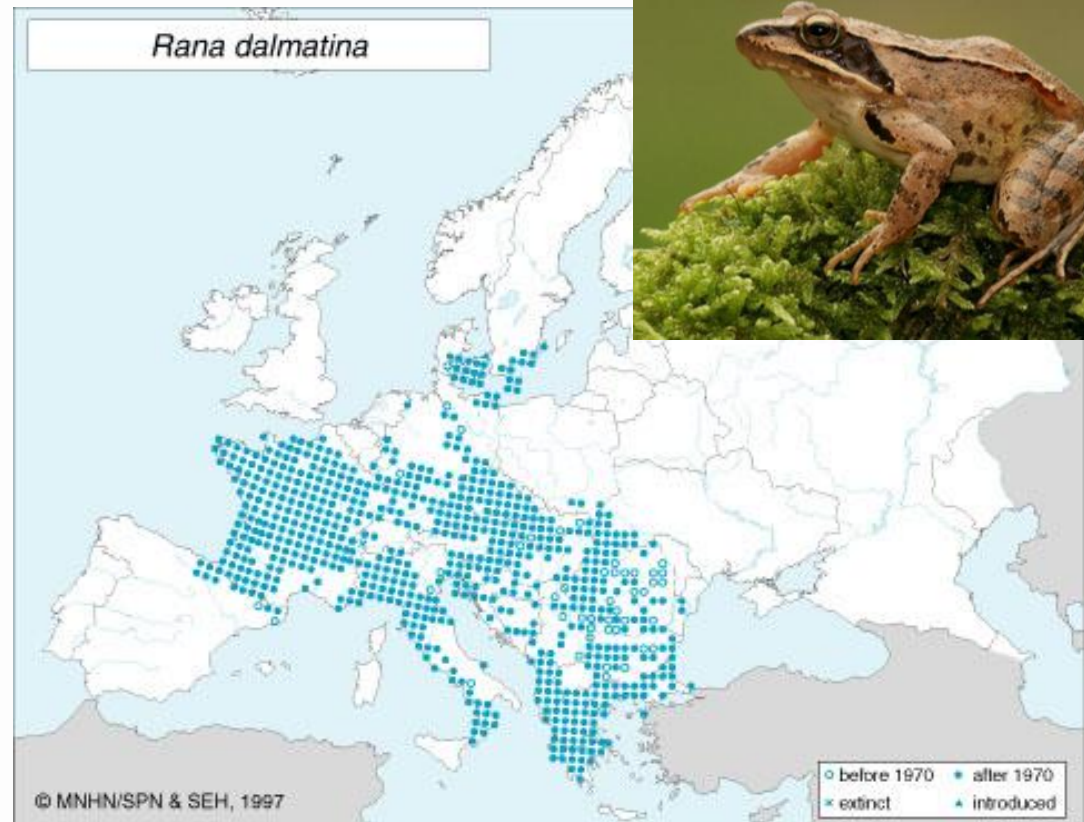 Rana dalmatina
before 1970
after 1970
extinct
introduced
© MNHN/SPN & SEH, 1997